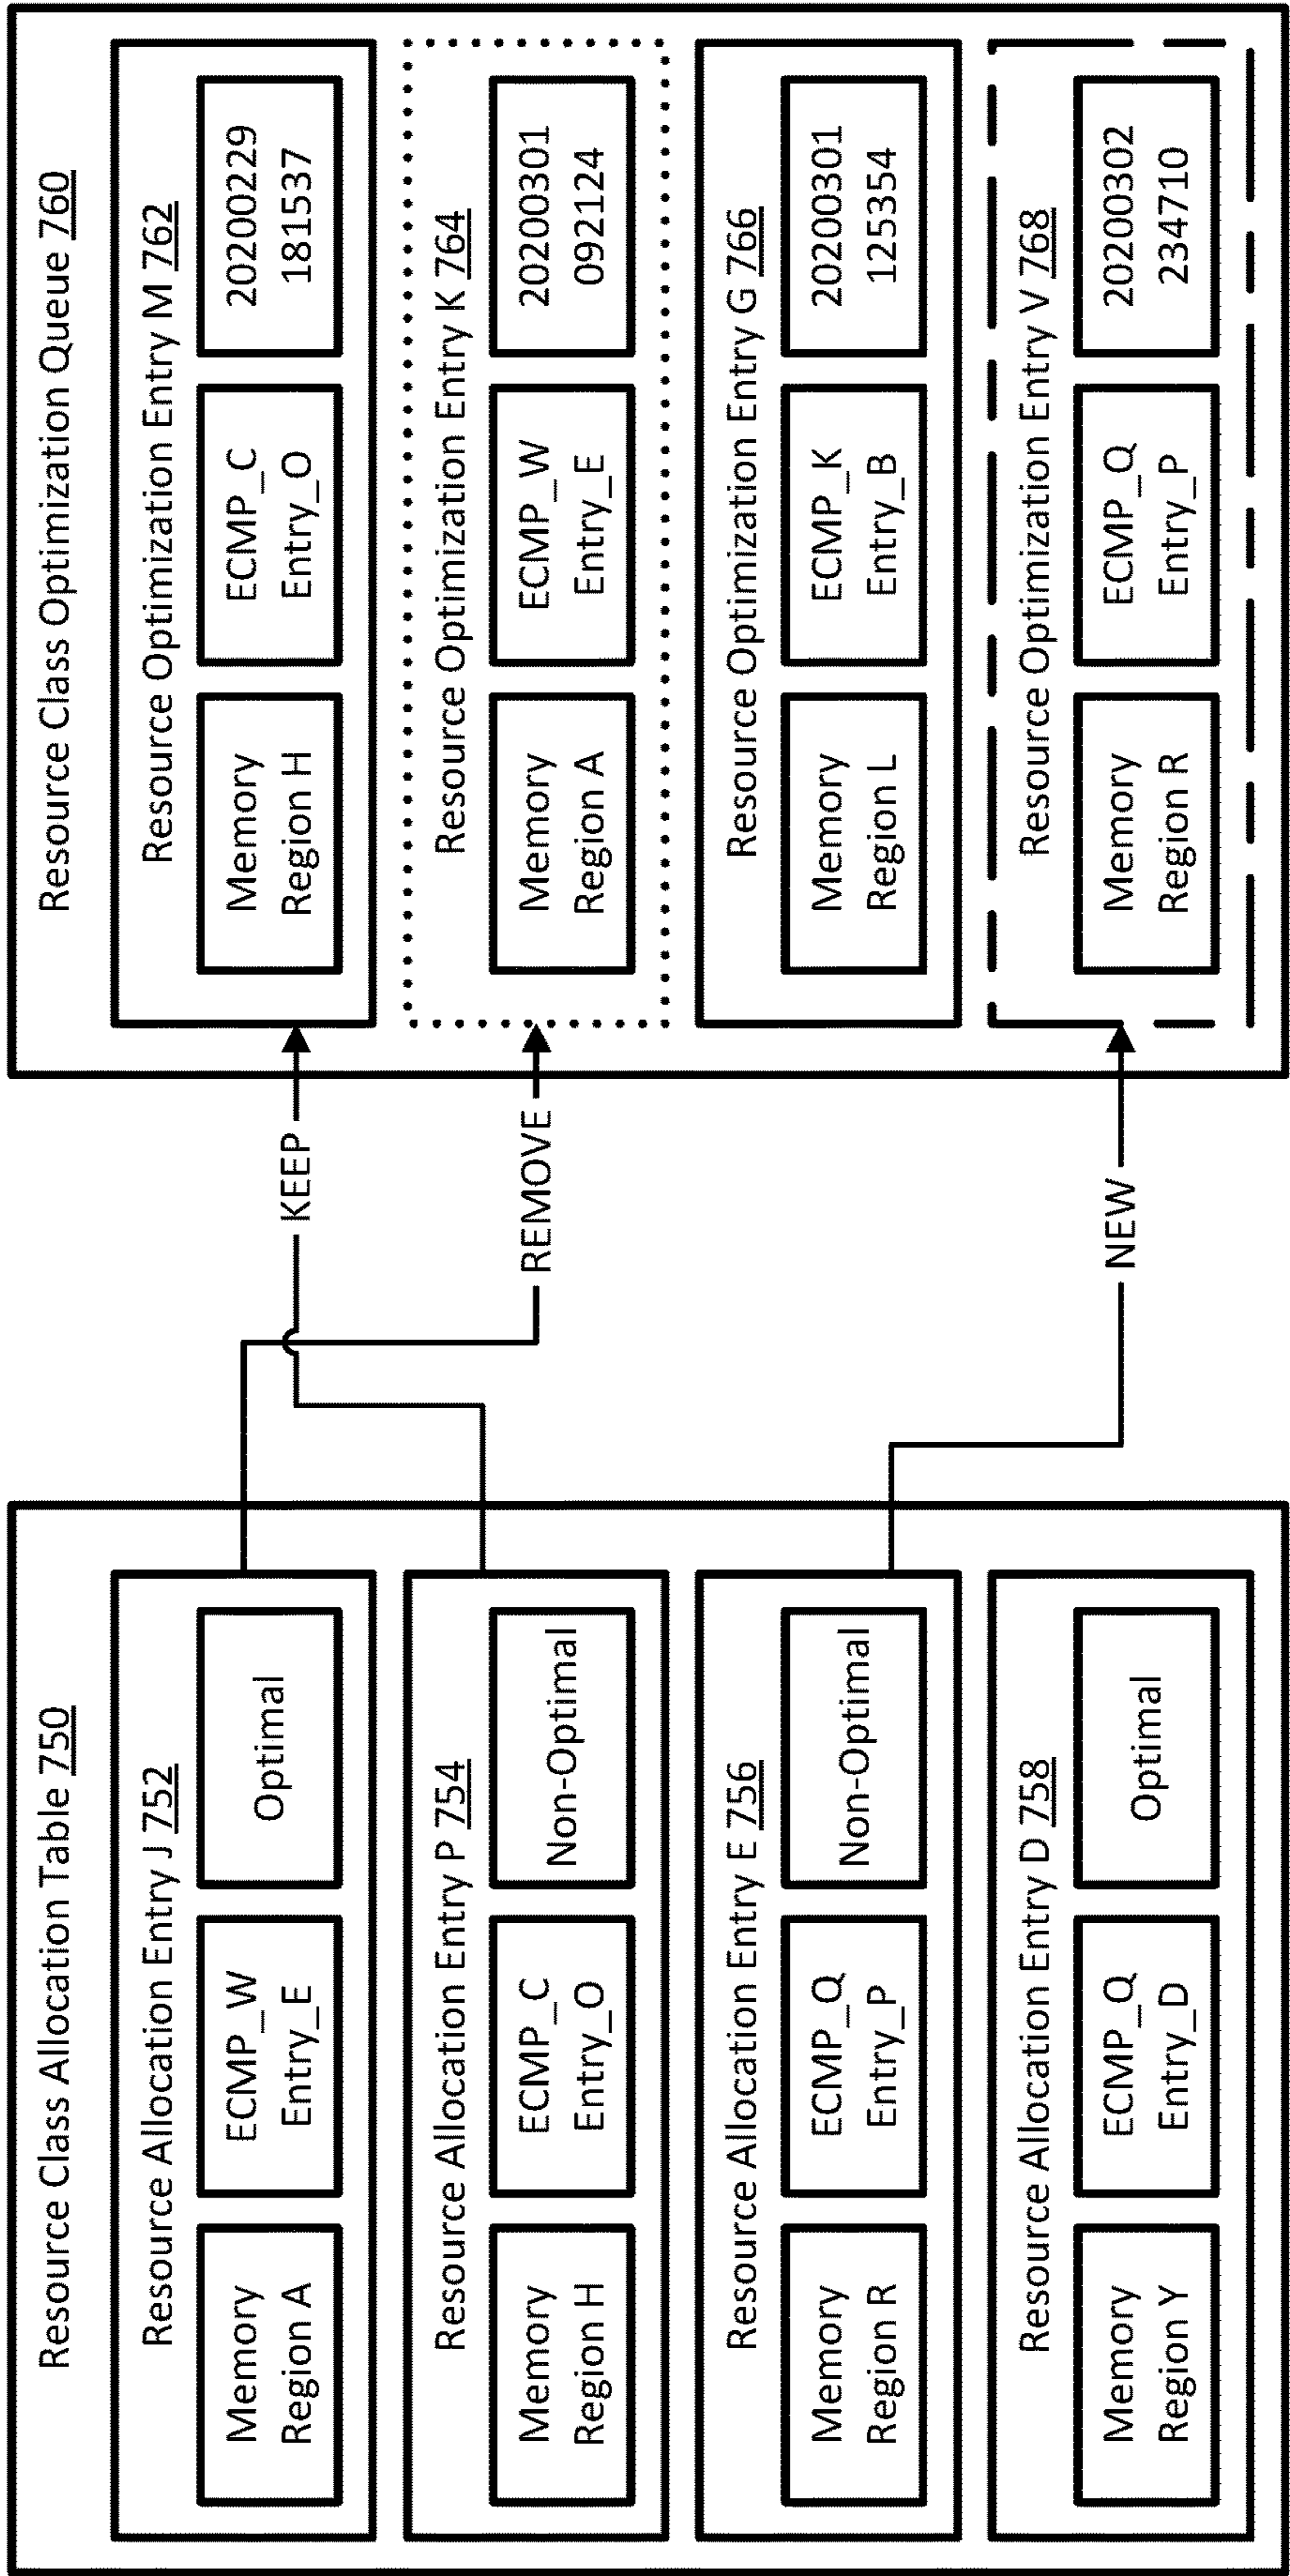 Resource Class Allocation Table 750
Resource Allocation Entry J 752
Memory
Region A
ECMP_W
Entry_E
Optimal
Resource Allocation Entry P 754
Memory
Region H
ECMP_C
Entry_O
Non-Optimal
Resource Allocation Entry E 756
Memory
Region R
ECMP_Q
Entry_P
Non-Optimal
Resource Allocation Entry D 758
Memory
Region Y
ECMP_Q
Entry_D
Optimal
KEEP
REMOVE
NEW
Resource Class Optimization Queue 760
Resource Optimization Entry M 762
Memory
Region H
ECMP_C
Entry_O
20200229
181537
Resource Optimization Entry K 764
Memory
Region A
ECMP_W
Entry_E
20200301
092124
Resource Optimization Entry G 766
Memory
Region L
ECMP_K
Entry_B
20200301
125354
Resource Optimization Entry V 768
Memory
Region R
ECMP_Q
Entry_P
20200302
234710